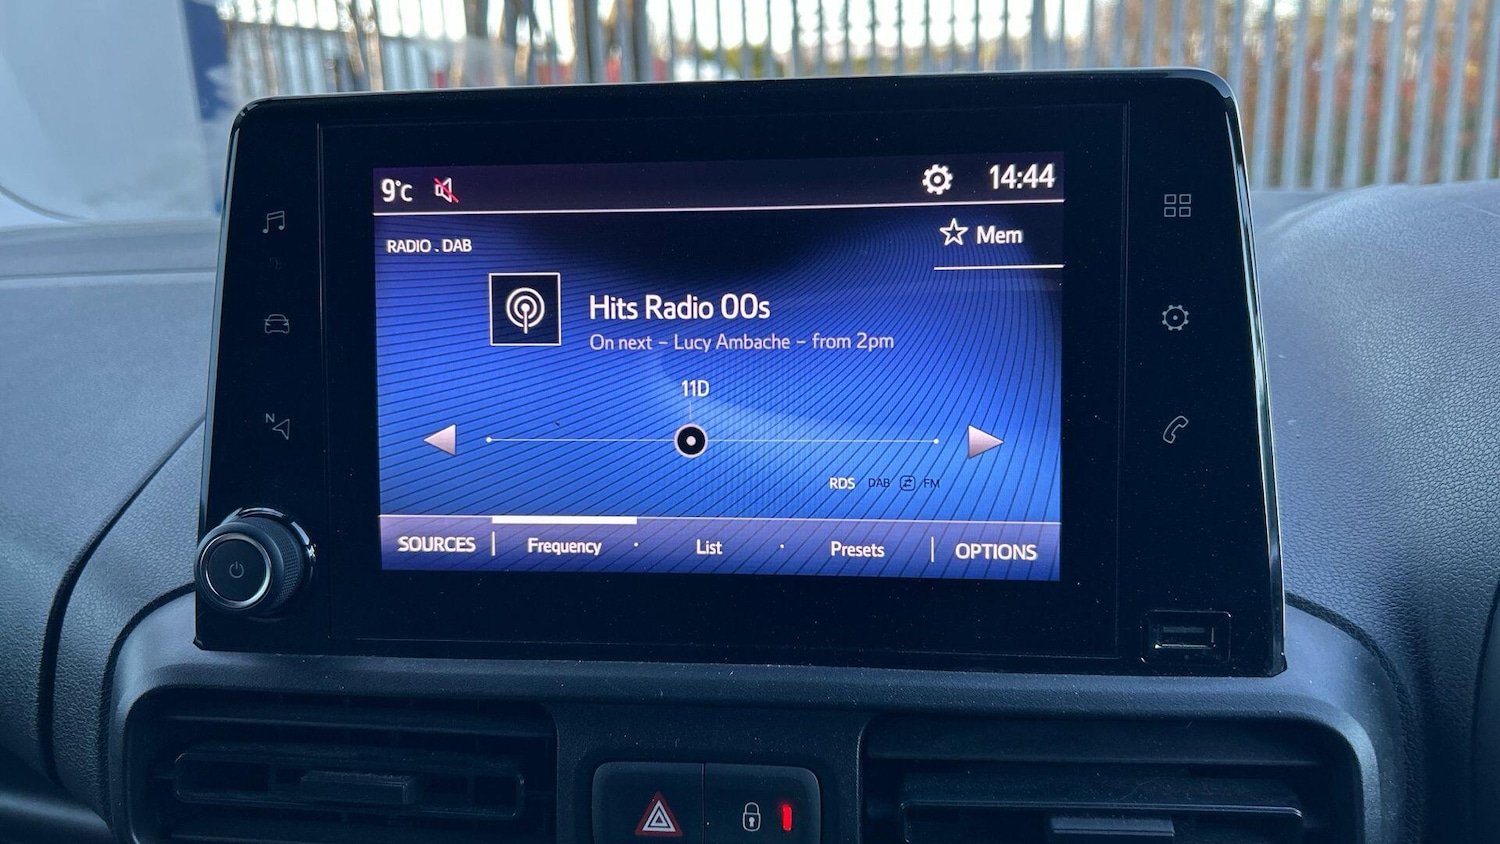 9°c 14:44
Mem
RADIO . DAB
Hits Radio 00s
On next – Lucy Ambache – from 2pm
11D
RDS DAB FM
N
SOURCES | Frequency · List · Presets | OPTIONS